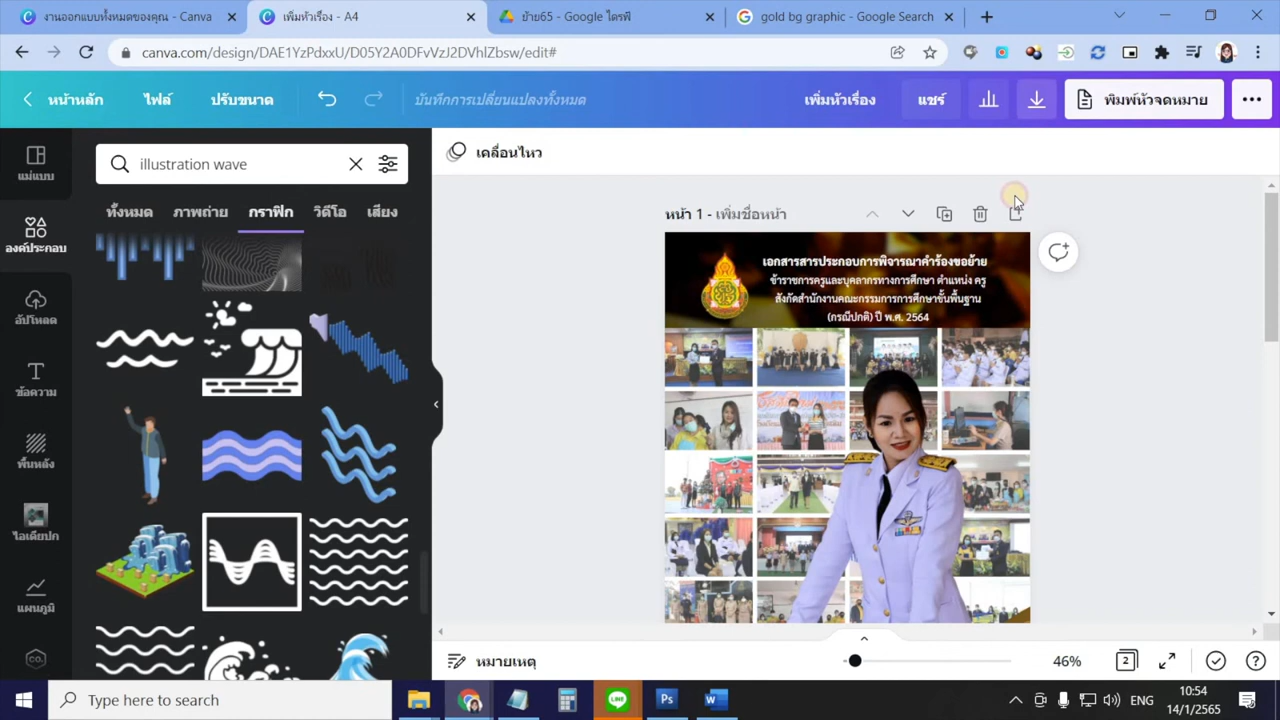 งานออกแบบทั้งหมดของคุณ - Canva
เพิ่มหัวเรื่อง - A4
ย้าย65 - Google ไดรฟ์
gold bg graphic - Google Search
canva.com/design/DAE1YzPdxxU/D05Y2A0DFvVzJ2DVhlZbsw/edit#
หน้าหลัก
ไฟล์
ปรับขนาด
บันทึกการเปลี่ยนแปลงทั้งหมด
เพิ่มหัวเรื่อง
แชร์
พิมพ์หัวจดหมาย
แม่แบบ
องค์ประกอบ
อัปโหลด
ข้อความ
พื้นหลัง
ไอเดียปก
แผนภูมิ
CO.
illustration wave
ทั้งหมด
ภาพถ่าย
กราฟิก
วิดีโอ
เสียง
เคลื่อนไหว
หน้า 1 - เพิ่มชื่อหน้า
เอกสารสารประกอบการพิจารณาคำร้องขอย้าย
ข้าราชการครูและบุคลากรทางการศึกษา ตำแหน่ง ครู
สังกัดสำนักงานคณะกรรมการการศึกษาขั้นพื้นฐาน
(กรณีปกติ) ปี พ.ศ. 2564
หมายเหตุ
46%
2
Type here to search
LINE
Ps
W
ENG
10:54
14/1/2565